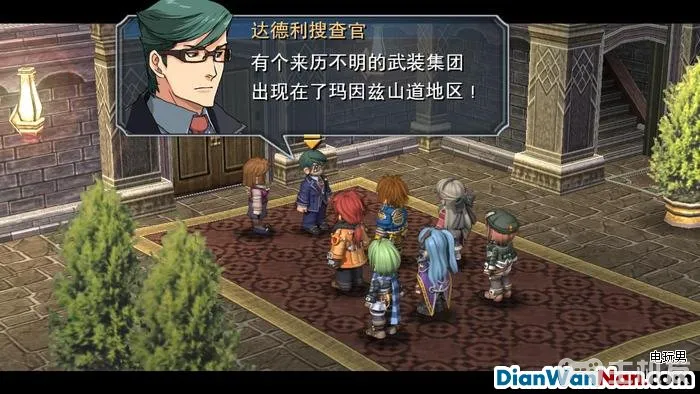 达德利搜查官
有个来历不明的武装集团
出现在了玛因兹山道地区！
电玩男
DianWanNan.com